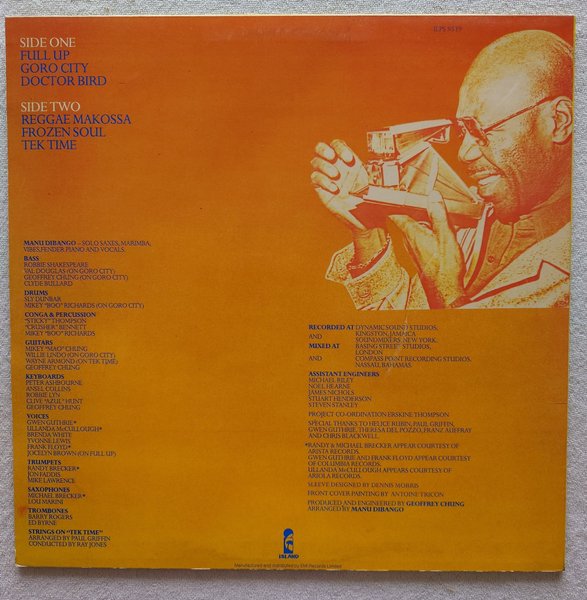 SIDE ONE
FULL UP
GORO CITY
DOCTOR BIRD
SIDE TWO
REGGAE MAKOSSA
FROZEN SOUL
TEK TIME
MANU DIBANGO – SOLO SAXES, MARIMBA,
VIBES, FENDER PIANO AND VOCALS.
BASS
ROBBIE SHAKESPEARE
VAL DOUGLAS (ON GORO CITY)
GEOFFREY CHUNG (ON GORO CITY)
CLYDE BULLARD
DRUMS
SLY DUNBAR
MIKEY "BOO" RICHARDS (ON GORO CITY)
CONGA & PERCUSSION
"STICKY" THOMPSON
"CRUSHER" BENNETT
MIKEY "BOO" RICHARDS
GUITARS
MIKEY "MAO" CHUNG
WILLIE LINDO (ON GORO CITY)
WAYNE ARMOND (ON TEK TIME)
GEOFFREY CHUNG
KEYBOARDS
PETER ASHBOURNE
ANSEL COLLINS
ROBBIE LYN
CLIVE "AZUL" HUNT
GEOFFREY CHUNG
VOICES
GWEN GUTHRIE*
ULLANDA McCULLOUGH*
BRENDA WHITE
YVONNE LEWIS
FRANK FLOYD*
JOCELYN BROWN (ON FULL UP)
TRUMPETS
RANDY BRECKER*
JON FADDIS
MIKE LAWRENCE
SAXOPHONES
MICHAEL BRECKER*
LOU MARINI
TROMBONES
BARRY ROGERS
ED BYRNE
STRINGS ON "TEK TIME"
ARRANGED BY PAUL GRIFFIN
CONDUCTED BY RAY JONES
RECORDED AT DYNAMIC SOUND STUDIOS,
KINGSTON, JAMAICA
AND SOUNDMIXERS, NEW YORK.
MIXED AT BASING STREET STUDIOS,
LONDON
AND COMPASS POINT RECORDING STUDIOS,
NASSAU, BAHAMAS.
ASSISTANT ENGINEERS
MICHAEL RILEY
NOEL HEARNE
JAMES NICHOLS
STUART HENDERSON
STEVEN STANLEY
PROJECT CO-ORDINATION ERSKINE THOMPSON
SPECIAL THANKS TO HELICE RUBIN, PAUL GRIFFIN,
GWEN GUTHRIE, THERESA DEL POZZO, FRANZ AUFFRAY
AND CHRIS BLACKWELL.
*RANDY & MICHAEL BRECKER APPEAR COURTESY OF
ARISTA RECORDS.
GWEN GUTHRIE AND FRANK FLOYD APPEAR COURTESY
OF COLUMBIA RECORDS.
ULLANDA McCULLOUGH APPEARS COURTESY OF
ARIOLA RECORDS.
SLEEVE DESIGNED BY DENNIS MORRIS
FRONT COVER PAINTING BY ANTOINE TRICON
PRODUCED AND ENGINEERED BY GEOFFREY CHUNG
ARRANGED BY MANU DIBANGO
ISLAND
Manufactured and distributed by EMI Records Limited